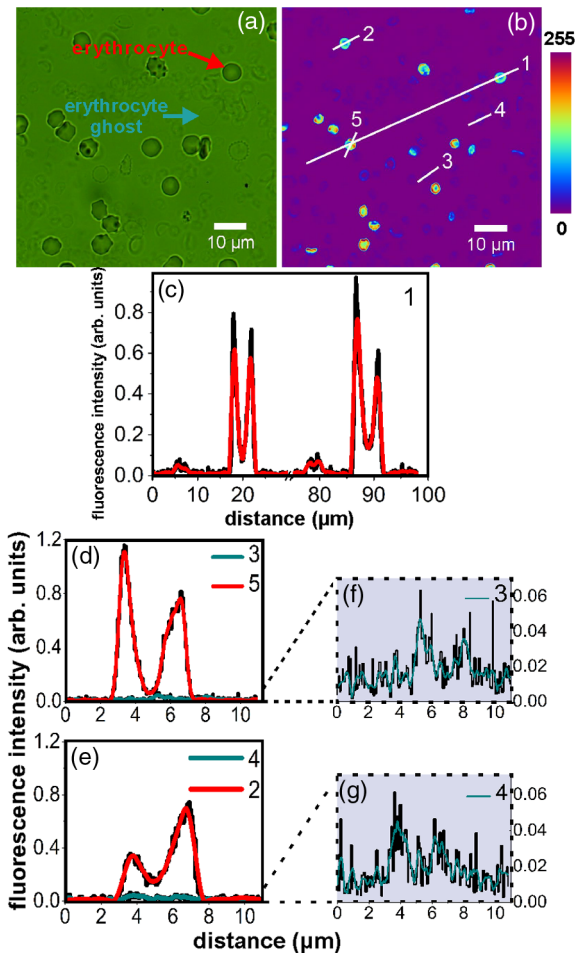 (a)
erythrocyte
erythrocyte
ghost
10 µm
(b)
2
1
4
5
3
10 µm
255
0
fluorescence intensity (arb. units)
(c)
1
0.8
0.6
0.4
0.2
0.0
0 10 20 80 90 100
distance (µm)
fluorescence intensity (arb. units)
(d)
3
5
1.2
0.8
0.4
0.0
0 2 4 6 8 10
(f)
3
0.06
0.04
0.02
0.00
0 2 4 6 8 10
(e)
4
2
1.2
0.8
0.4
0.0
0 2 4 6 8 10
(g)
4
0.06
0.04
0.02
0.00
0 2 4 6 8 10
distance (µm)